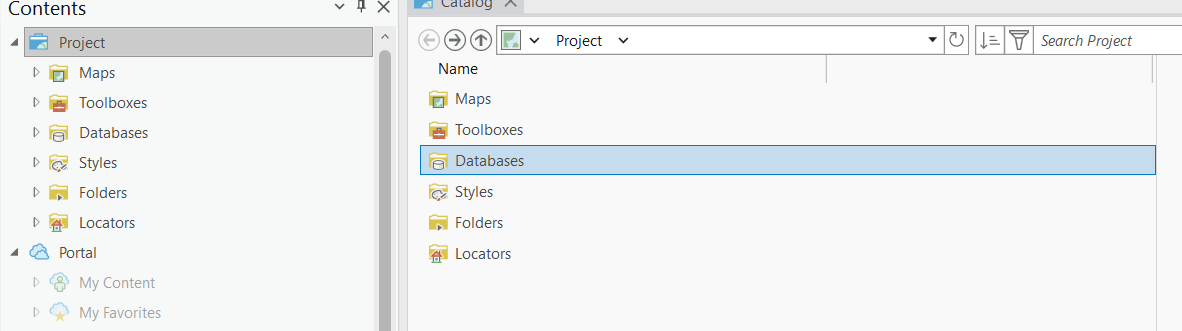 Contents
Project
Maps
Toolboxes
Databases
Styles
Folders
Locators
Portal
My Content
My Favorites
Catalog
Project
Search Project
Name
Maps
Toolboxes
Databases
Styles
Folders
Locators